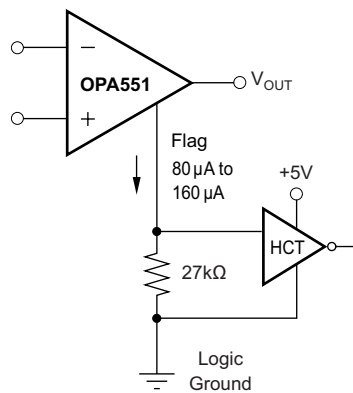 −
OPA551
+
V_OUT
Flag
80 µA to
160 µA
+5V
HCT
27kΩ
Logic
Ground